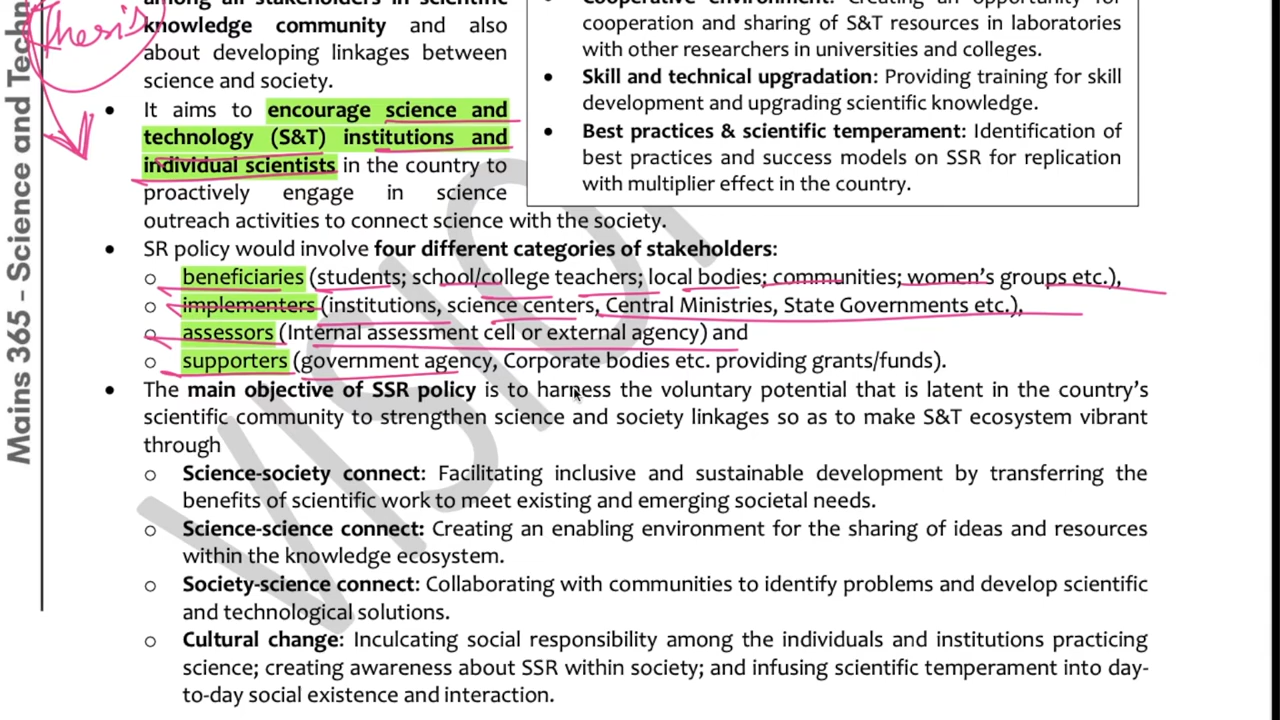 Mains 365 - Science and Techn
Thesis
among all stakeholders in scientific
knowledge community and also
about developing linkages between
science and society.
• It aims to encourage science and
technology (S&T) institutions and
individual scientists in the country to
proactively engage in science
outreach activities to connect science with the society.
Cooperative environment: Creating an opportunity for
cooperation and sharing of S&T resources in laboratories
with other researchers in universities and colleges.
• Skill and technical upgradation: Providing training for skill
development and upgrading scientific knowledge.
• Best practices & scientific temperament: Identification of
best practices and success models on SSR for replication
with multiplier effect in the country.
• SR policy would involve four different categories of stakeholders:
o beneficiaries (students; school/college teachers; local bodies; communities; women's groups etc.),
o implementers (institutions, science centers, Central Ministries, State Governments etc.),
o assessors (Internal assessment cell or external agency) and
o supporters (government agency, Corporate bodies etc. providing grants/funds).
• The main objective of SSR policy is to harness the voluntary potential that is latent in the country's
scientific community to strengthen science and society linkages so as to make S&T ecosystem vibrant
through
o Science-society connect: Facilitating inclusive and sustainable development by transferring the
benefits of scientific work to meet existing and emerging societal needs.
o Science-science connect: Creating an enabling environment for the sharing of ideas and resources
within the knowledge ecosystem.
o Society-science connect: Collaborating with communities to identify problems and develop scientific
and technological solutions.
o Cultural change: Inculcating social responsibility among the individuals and institutions practicing
science; creating awareness about SSR within society; and infusing scientific temperament into day-
to-day social existence and interaction.